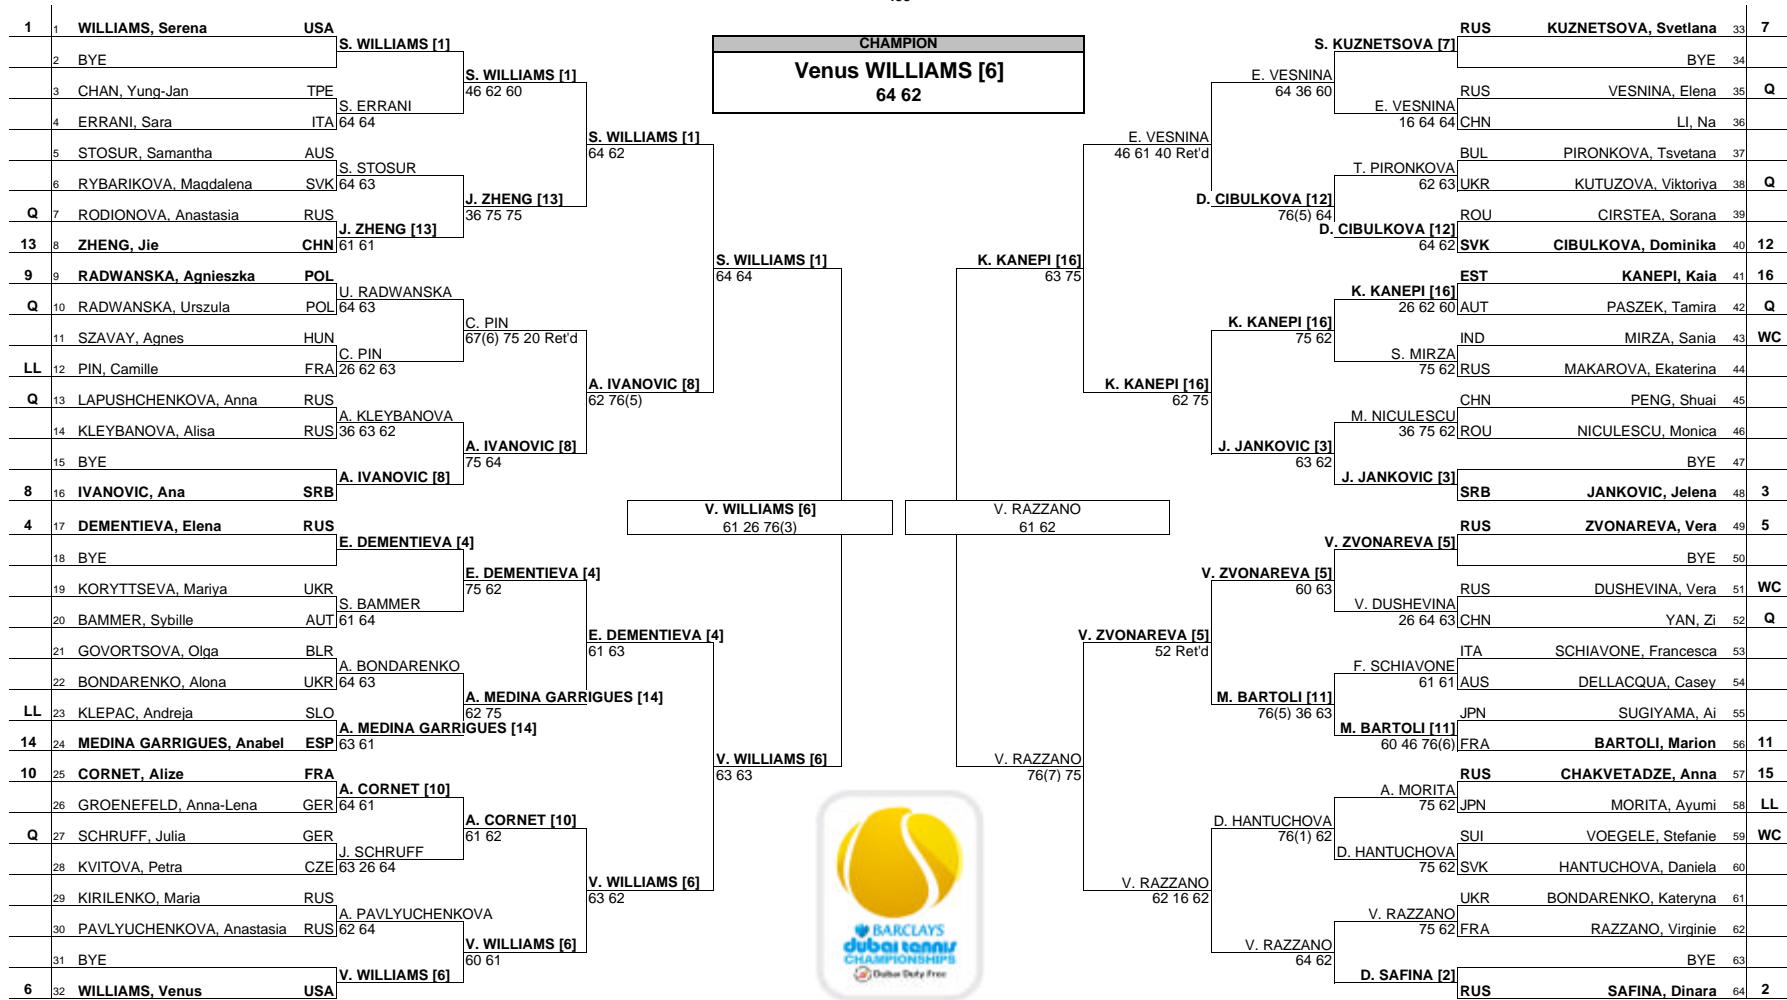 1 1 WILLIAMS, Serena USA
2 BYE
3 CHAN, Yung-Jan TPE
4 ERRANI, Sara ITA
5 STOSUR, Samantha AUS
6 RYBARIKOVA, Magdalena SVK
Q 7 RODIONOVA, Anastasia RUS
13 8 ZHENG, Jie CHN
9 9 RADWANSKA, Agnieszka POL
Q 10 RADWANSKA, Urszula POL
11 SZAVAY, Agnes HUN
LL 12 PIN, Camille FRA
Q 13 LAPUSHCHENKOVA, Anna RUS
14 KLEYBANOVA, Alisa RUS
15 BYE
8 16 IVANOVIC, Ana SRB
4 17 DEMENTIEVA, Elena RUS
18 BYE
19 KORYTTSEVA, Mariya UKR
20 BAMMER, Sybille AUT
21 GOVORTSOVA, Olga BLR
22 BONDARENKO, Alona UKR
LL 23 KLEPAC, Andreja SLO
14 24 MEDINA GARRIGUES, Anabel ESP
10 25 CORNET, Alize FRA
26 GROENEFELD, Anna-Lena GER
Q 27 SCHRUFF, Julia GER
28 KVITOVA, Petra CZE
29 KIRILENKO, Maria RUS
30 PAVLYUCHENKOVA, Anastasia RUS
31 BYE
6 32 WILLIAMS, Venus USA
S. WILLIAMS [1]
S. ERRANI
64 64
S. STOSUR
64 63
J. ZHENG [13]
61 61
U. RADWANSKA
64 63
C. PIN
26 62 63
A. KLEYBANOVA
36 63 62
A. IVANOVIC [8]
E. DEMENTIEVA [4]
S. BAMMER
61 64
A. BONDARENKO
64 63
A. MEDINA GARRIGUES [14]
63 61
A. CORNET [10]
64 61
J. SCHRUFF
63 26 64
A. PAVLYUCHENKOVA
62 64
V. WILLIAMS [6]
S. WILLIAMS [1]
46 62 60
J. ZHENG [13]
36 75 75
C. PIN
67(6) 75 20 Ret'd
A. IVANOVIC [8]
75 64
E. DEMENTIEVA [4]
75 62
A. MEDINA GARRIGUES [14]
62 75
A. CORNET [10]
61 62
V. WILLIAMS [6]
60 61
S. WILLIAMS [1]
64 62
A. IVANOVIC [8]
62 76(5)
E. DEMENTIEVA [4]
61 63
V. WILLIAMS [6]
63 62
S. WILLIAMS [1]
64 64
V. WILLIAMS [6]
63 63
V. WILLIAMS [6]
61 26 76(3)
CHAMPION
Venus WILLIAMS [6]
64 62
V. RAZZANO
61 62
K. KANEPI [16]
63 75
V. RAZZANO
76(7) 75
E. VESNINA
46 61 40 Ret'd
K. KANEPI [16]
62 75
V. ZVONAREVA [5]
52 Ret'd
V. RAZZANO
62 16 62
E. VESNINA
64 36 60
D. CIBULKOVA [12]
76(5) 64
K. KANEPI [16]
75 62
J. JANKOVIC [3]
63 62
V. ZVONAREVA [5]
60 63
M. BARTOLI [11]
76(5) 36 63
D. HANTUCHOVA
76(1) 62
V. RAZZANO
64 62
S. KUZNETSOVA [7]
E. VESNINA
16 64 64
T. PIRONKOVA
62 63
D. CIBULKOVA [12]
64 62
K. KANEPI [16]
26 62 60
S. MIRZA
75 62
M. NICULESCU
36 75 62
J. JANKOVIC [3]
V. ZVONAREVA [5]
V. DUSHEVINA
26 64 63
F. SCHIAVONE
61 61
M. BARTOLI [11]
60 46 76(6)
A. MORITA
75 62
D. HANTUCHOVA
75 62
V. RAZZANO
75 62
D. SAFINA [2]
RUS KUZNETSOVA, Svetlana 33 7
BYE 34
RUS VESNINA, Elena 35 Q
CHN LI, Na 36
BUL PIRONKOVA, Tsvetana 37
UKR KUTUZOVA, Viktoriya 38 Q
ROU CIRSTEA, Sorana 39
SVK CIBULKOVA, Dominika 40 12
EST KANEPI, Kaia 41 16
AUT PASZEK, Tamira 42 Q
IND MIRZA, Sania 43 WC
RUS MAKAROVA, Ekaterina 44
CHN PENG, Shuai 45
ROU NICULESCU, Monica 46
BYE 47
SRB JANKOVIC, Jelena 48 3
RUS ZVONAREVA, Vera 49 5
BYE 50
RUS DUSHEVINA, Vera 51 WC
CHN YAN, Zi 52 Q
ITA SCHIAVONE, Francesca 53
AUS DELLACQUA, Casey 54
JPN SUGIYAMA, Ai 55
FRA BARTOLI, Marion 56 11
RUS CHAKVETADZE, Anna 57 15
JPN MORITA, Ayumi 58 LL
SUI VOEGELE, Stefanie 59 WC
SVK HANTUCHOVA, Daniela 60
UKR BONDARENKO, Kateryna 61
FRA RAZZANO, Virginie 62
BYE 63
RUS SAFINA, Dinara 64 2
BARCLAYS
dubai tennis
CHAMPIONSHIPS
Dubai Duty Free